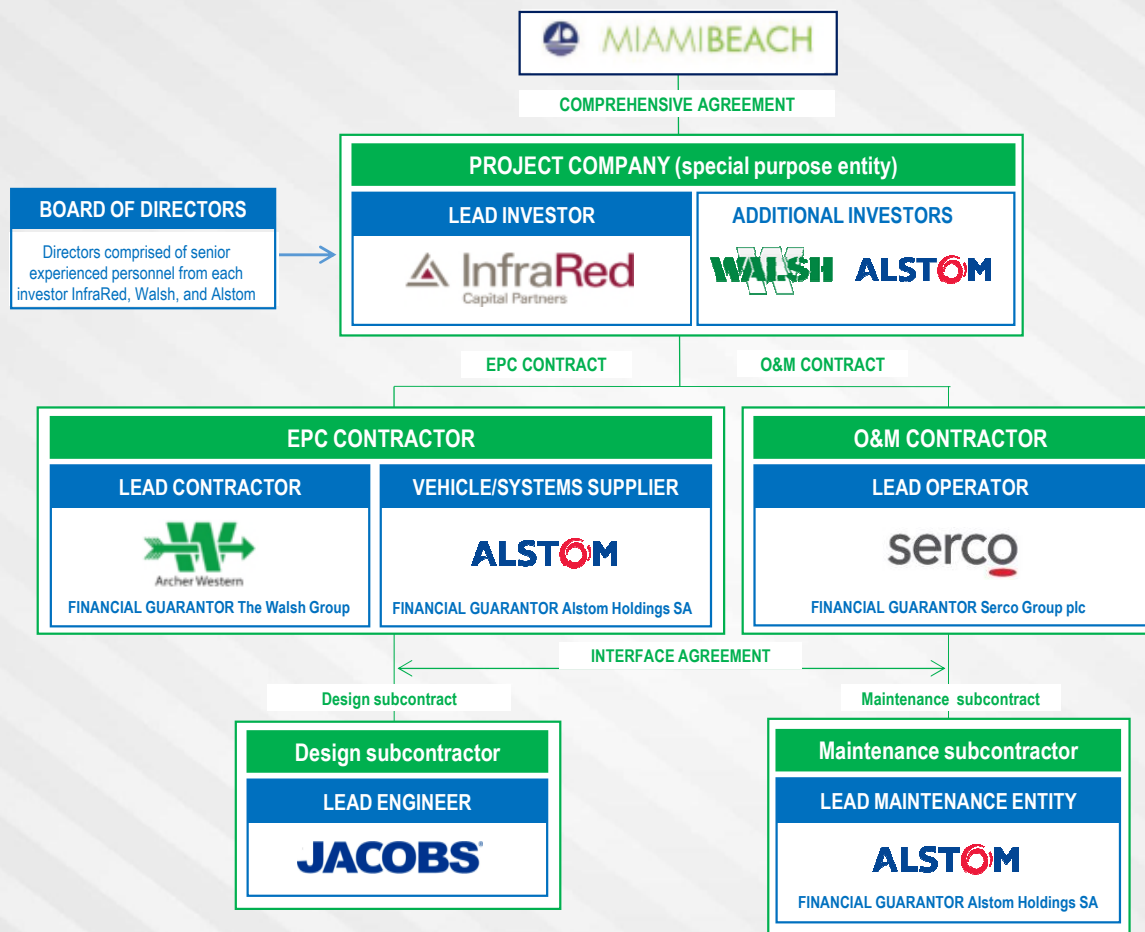 MIAMIBEACH
COMPREHENSIVE AGREEMENT
PROJECT COMPANY (special purpose entity)
BOARD OF DIRECTORS
Directors comprised of senior
experienced personnel from each
investor InfraRed, Walsh, and Alstom
LEAD INVESTOR
InfraRed
Capital Partners
ADDITIONAL INVESTORS
WALSH
ALSTOM
EPC CONTRACT
O&M CONTRACT
EPC CONTRACTOR
LEAD CONTRACTOR
Archer Western
FINANCIAL GUARANTOR The Walsh Group
VEHICLE/SYSTEMS SUPPLIER
ALSTOM
FINANCIAL GUARANTOR Alstom Holdings SA
O&M CONTRACTOR
LEAD OPERATOR
serco
FINANCIAL GUARANTOR Serco Group plc
INTERFACE AGREEMENT
Design subcontract
Maintenance subcontract
Design subcontractor
LEAD ENGINEER
JACOBS
Maintenance subcontractor
LEAD MAINTENANCE ENTITY
ALSTOM
FINANCIAL GUARANTOR Alstom Holdings SA